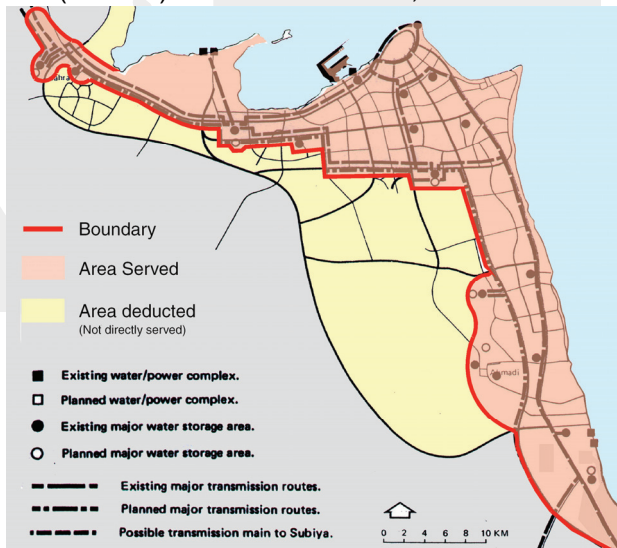 Jahra
Ahmadi
Boundary
Area Served
Area deducted
(Not directly served)
Existing water/power complex.
Planned water/power complex.
Existing major water storage area.
Planned major water storage area.
Existing major transmission routes.
Planned major transmission routes.
Possible transmission main to Subiya.
0 2 4 6 8 10 KM